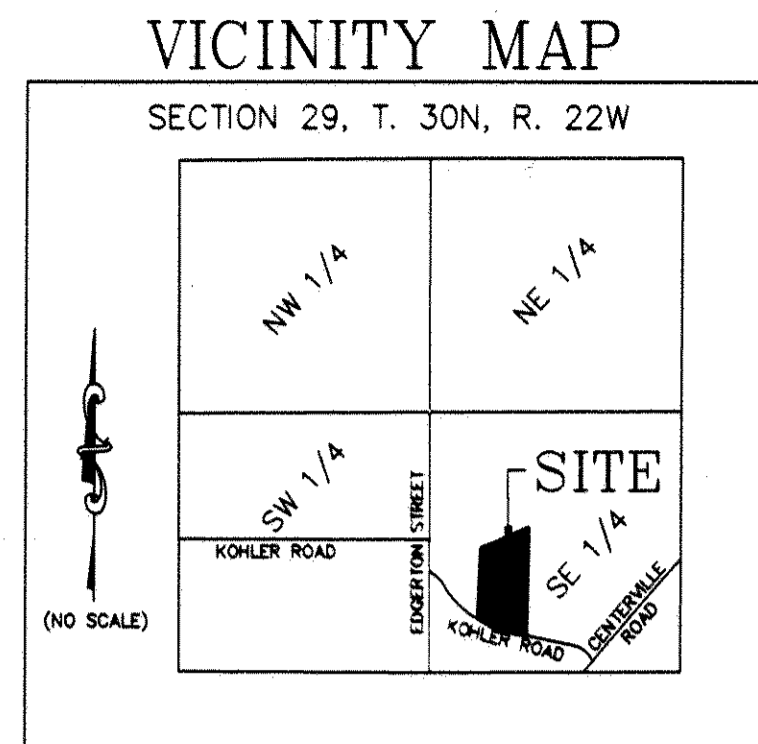 VICINITY MAP
SECTION 29, T. 30N, R. 22W
NW 1/4
NE 1/4
SW 1/4
SITE
SE 1/4
KOHLER ROAD
EDGERTON STREET
KOHLER ROAD
CENTERVILLE
ROAD
(NO SCALE)